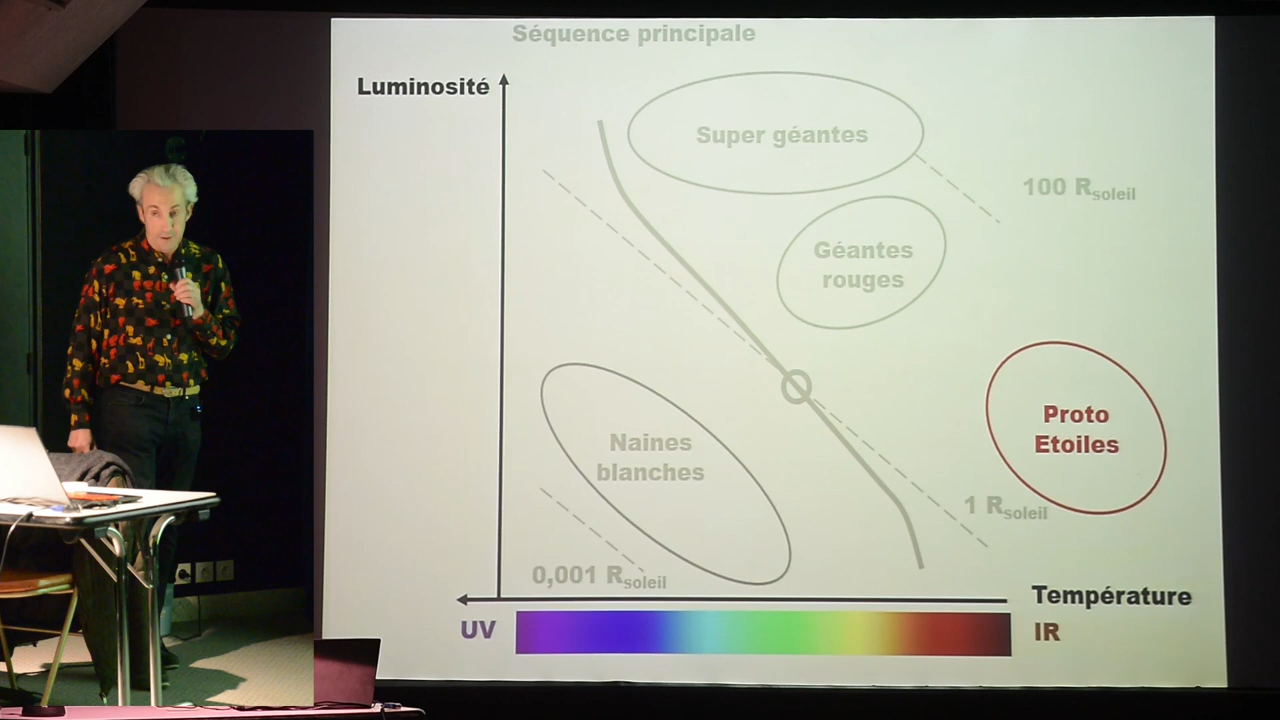 Séquence principale
Luminosité
Super géantes
100 Rsoleil
Géantes
rouges
Proto
Etoiles
Naines
blanches
1 Rsoleil
0,001 Rsoleil
Température
UV
IR